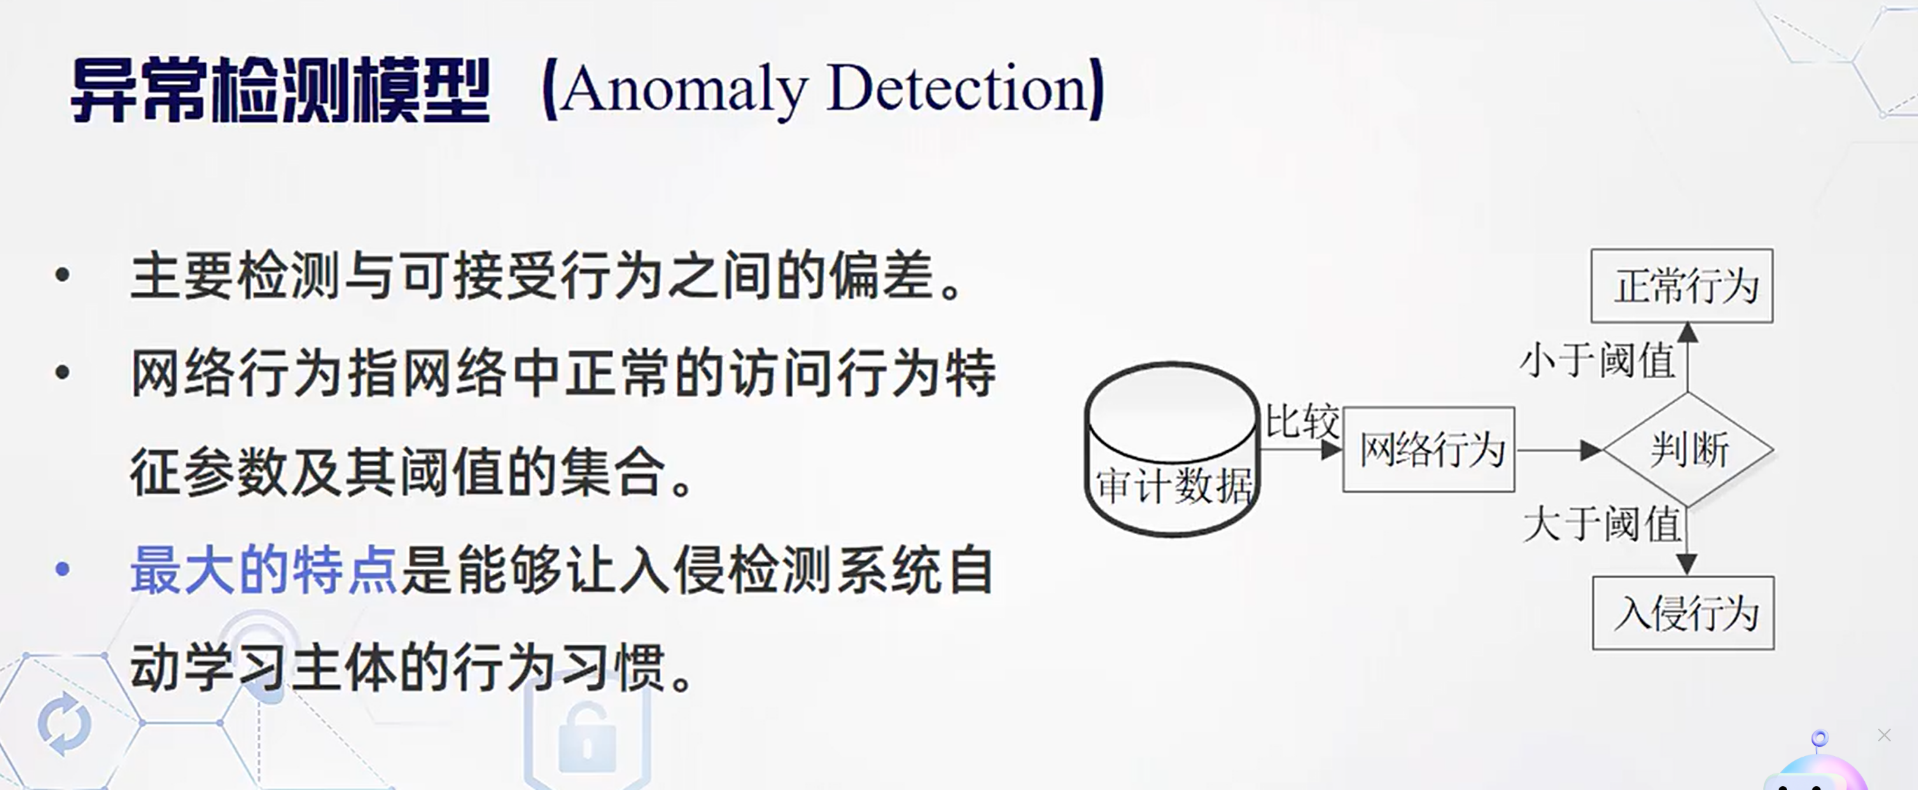 异常检测模型 (Anomaly Detection)
• 主要检测与可接受行为之间的偏差。
• 网络行为指网络中正常的访问行为特
征参数及其阈值的集合。
• 最大的特点是能够让入侵检测系统自
动学习主体的行为习惯。
审计数据
比较
网络行为
判断
小于阈值
正常行为
大于阈值
入侵行为